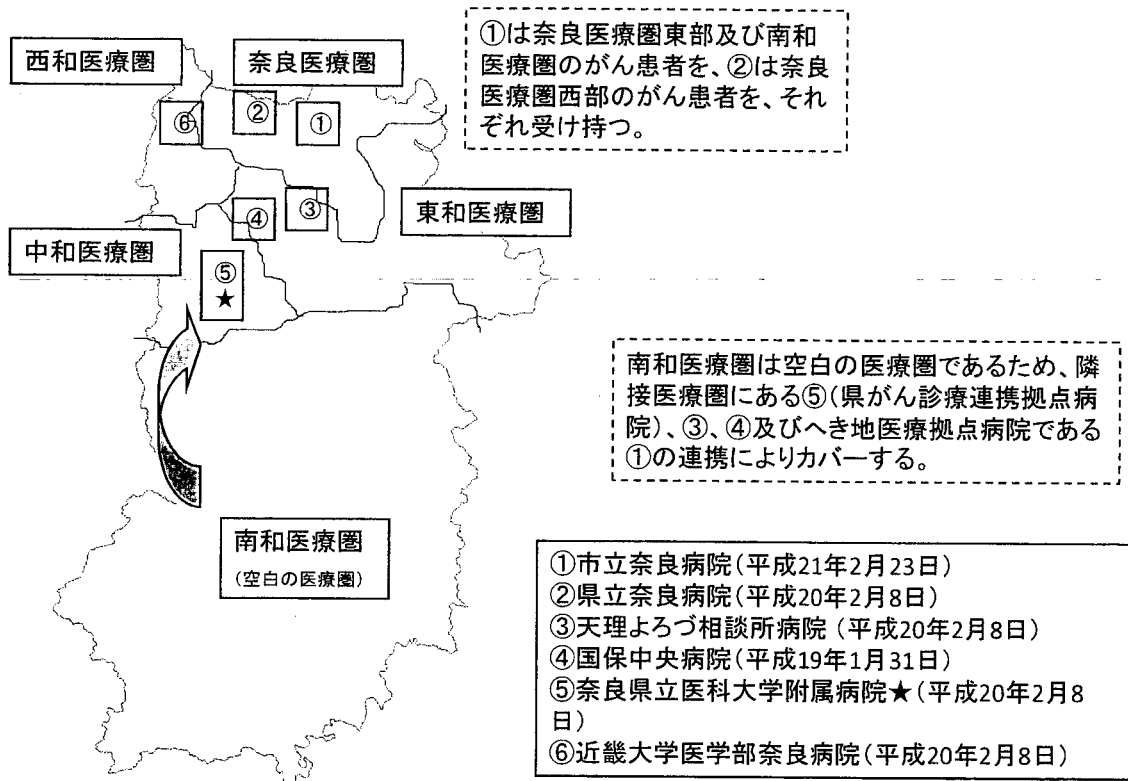 ①は奈良医療圏東部及び南和
医療圏のがん患者を、②は奈良
医療圏西部のがん患者を、それ
ぞれ受け持つ。
西和医療圏
奈良医療圏
⑥
②
①
④
③
東和医療圏
中和医療圏
⑤
★
南和医療圏は空白の医療圏であるため、隣
接医療圏にある⑤(県がん診療連携拠点病
院)、③、④及びへき地医療拠点病院である
①の連携によりカバーする。
南和医療圏
(空白の医療圏)
①市立奈良病院(平成21年2月23日)
②県立奈良病院(平成20年2月8日)
③天理よろづ相談所病院 (平成20年2月8日)
④国保中央病院(平成19年1月31日)
⑤奈良県立医科大学附属病院★(平成20年2月8
日)
⑥近畿大学医学部奈良病院(平成20年2月8日)